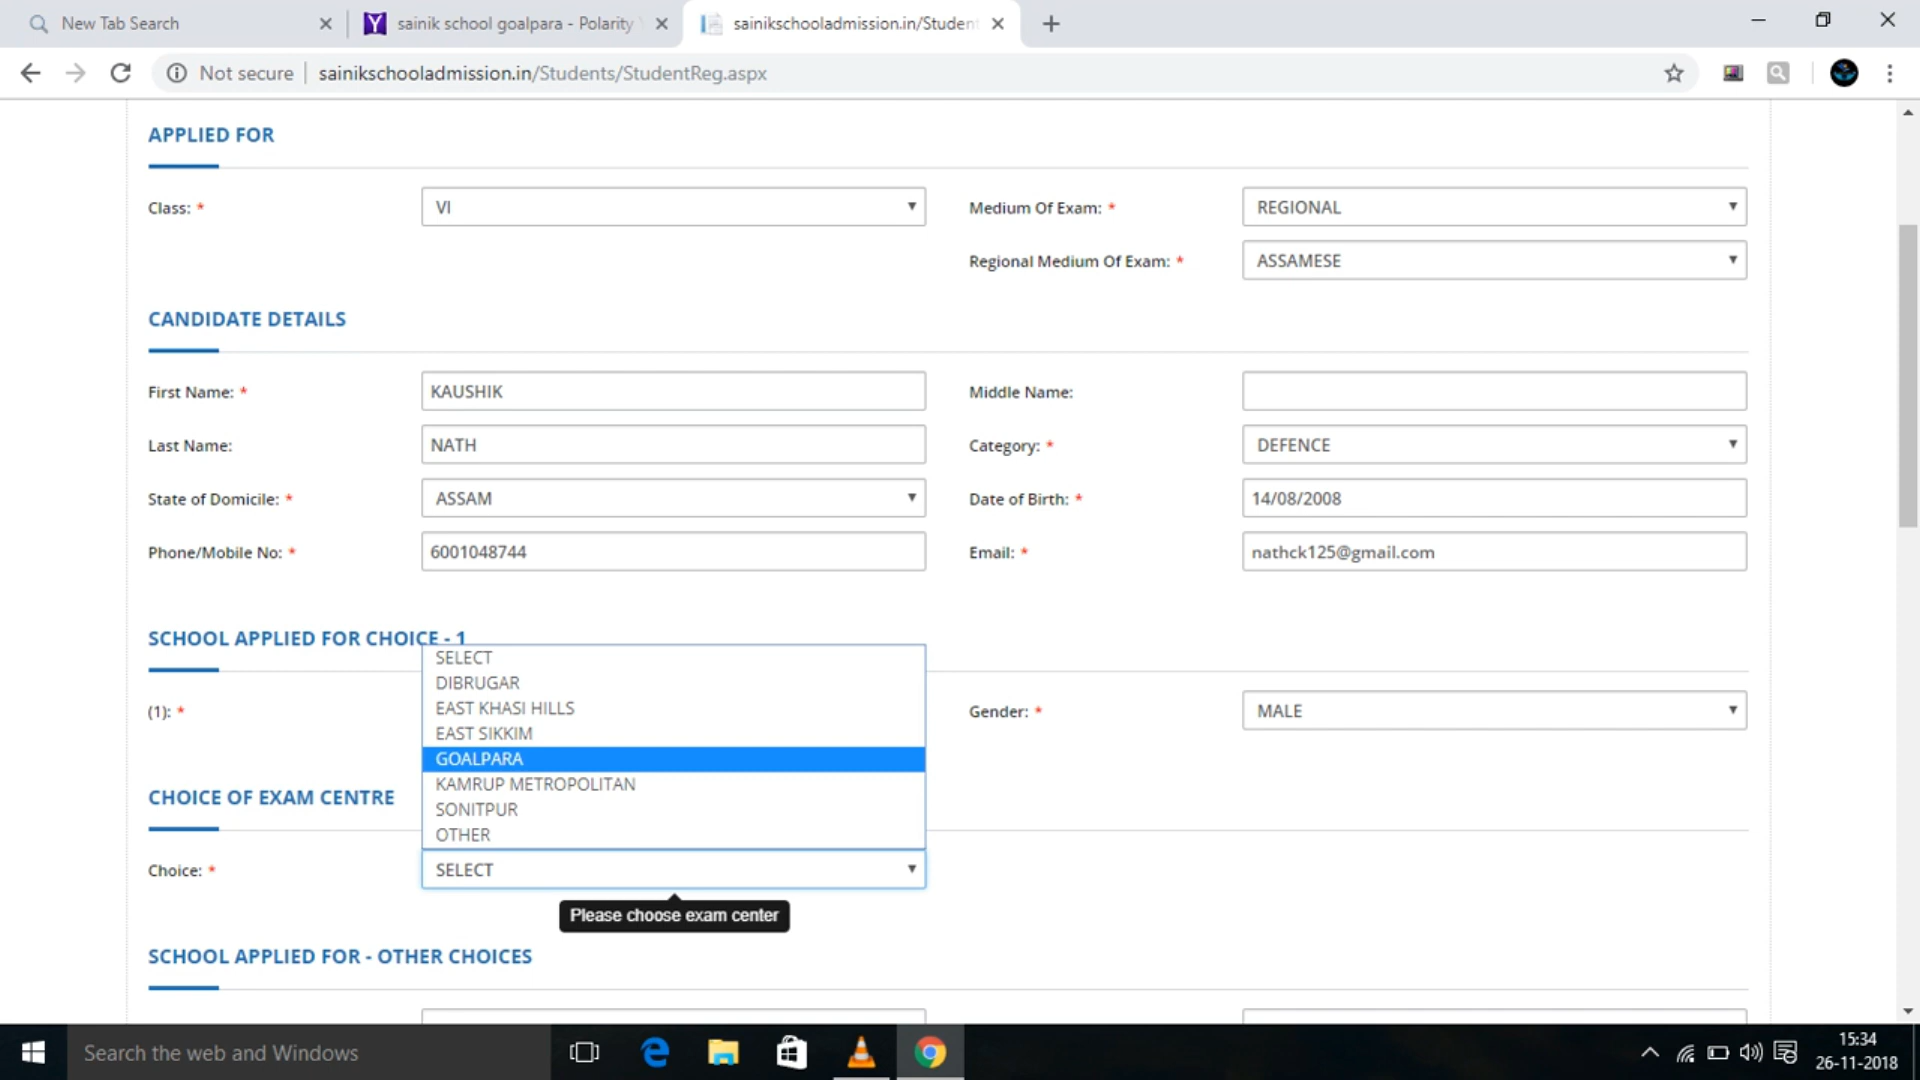 New Tab Search
sainik school goalpara - Polarity
sainikschooladmission.in/Studen
Not secure
sainikschooladmission.in/Students/StudentReg.aspx
APPLIED FOR
Class: *
VI
Medium Of Exam: *
REGIONAL
Regional Medium Of Exam: *
ASSAMESE
CANDIDATE DETAILS
First Name: *
KAUSHIK
Middle Name:
Last Name:
NATH
Category: *
DEFENCE
State of Domicile: *
ASSAM
Date of Birth: *
14/08/2008
Phone/Mobile No: *
6001048744
Email: *
nathck125@gmail.com
SCHOOL APPLIED FOR CHOICE - 1
SELECT
DIBRUGAR
EAST KHASI HILLS
EAST SIKKIM
GOALPARA
KAMRUP METROPOLITAN
SONITPUR
OTHER
(1): *
Gender: *
MALE
CHOICE OF EXAM CENTRE
Choice: *
SELECT
Please choose exam center
SCHOOL APPLIED FOR - OTHER CHOICES
Search the web and Windows
15:34
26-11-2018